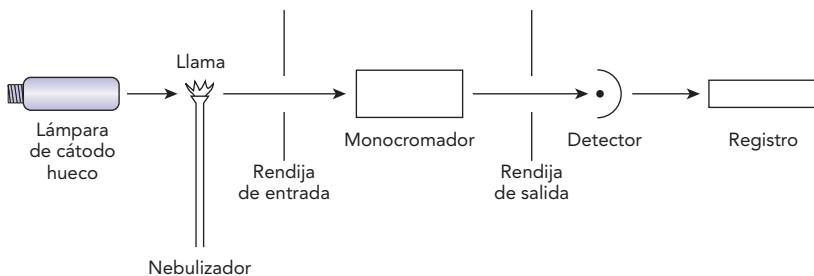 Llama
Lámpara
de cátodo
hueco
Nebulizador
Rendija
de entrada
Monocromador
Rendija
de salida
Detector
Registro